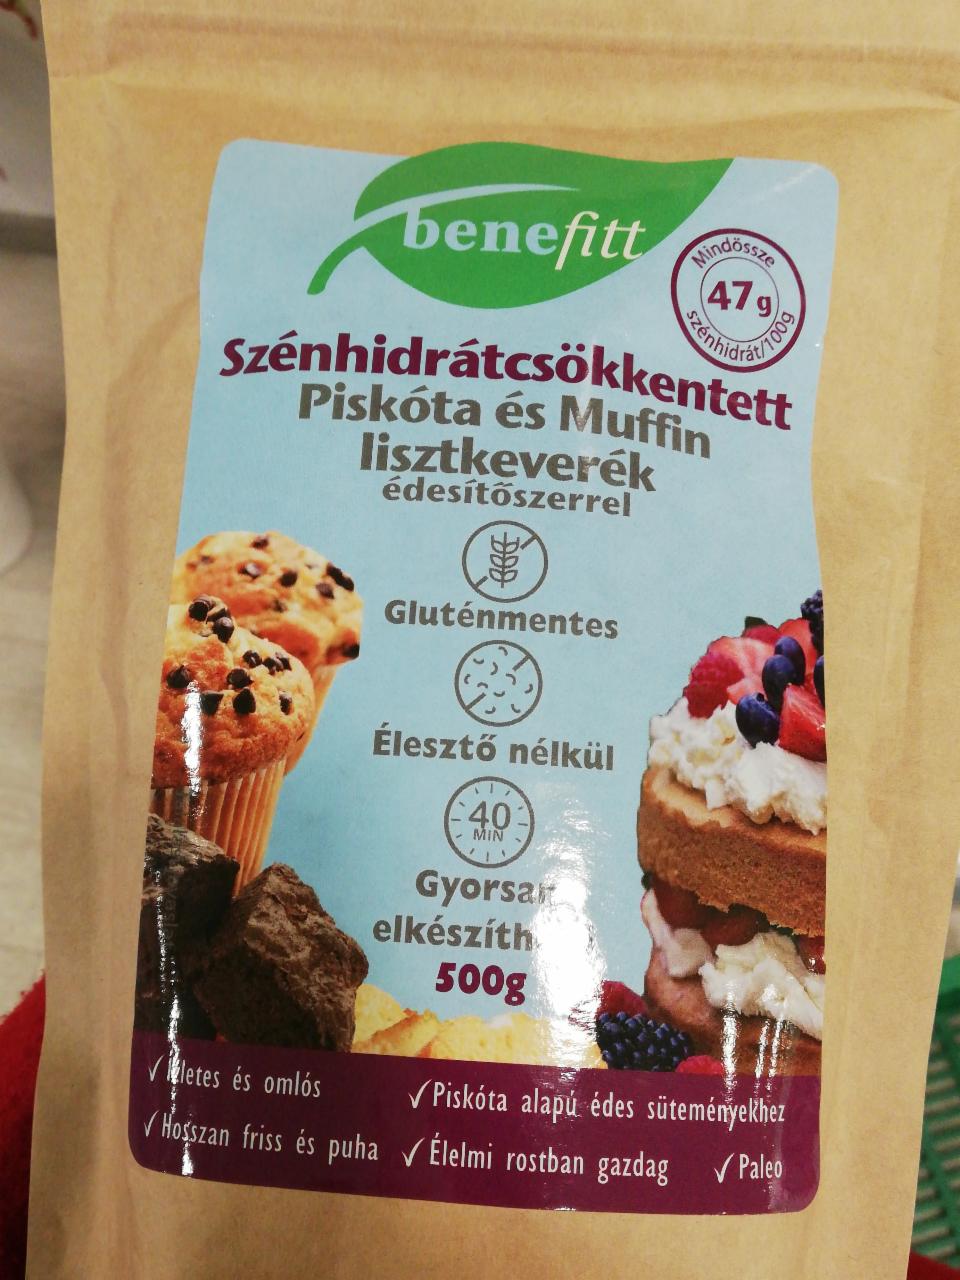 benefitt
Mindössze
47 g
szénhidrát/100g
Szénhidrátcsökkentett
Piskóta és Muffin
lisztkeverék
édesítőszerrel
Gluténmentes
Élesztő nélkül
40
MIN
500g
✓ és omlós
✓ Piskóta alapú édes süteményekhez
✓ Hosszan friss és puha
✓ Élelmi rostban gazdag
✓ Paleo